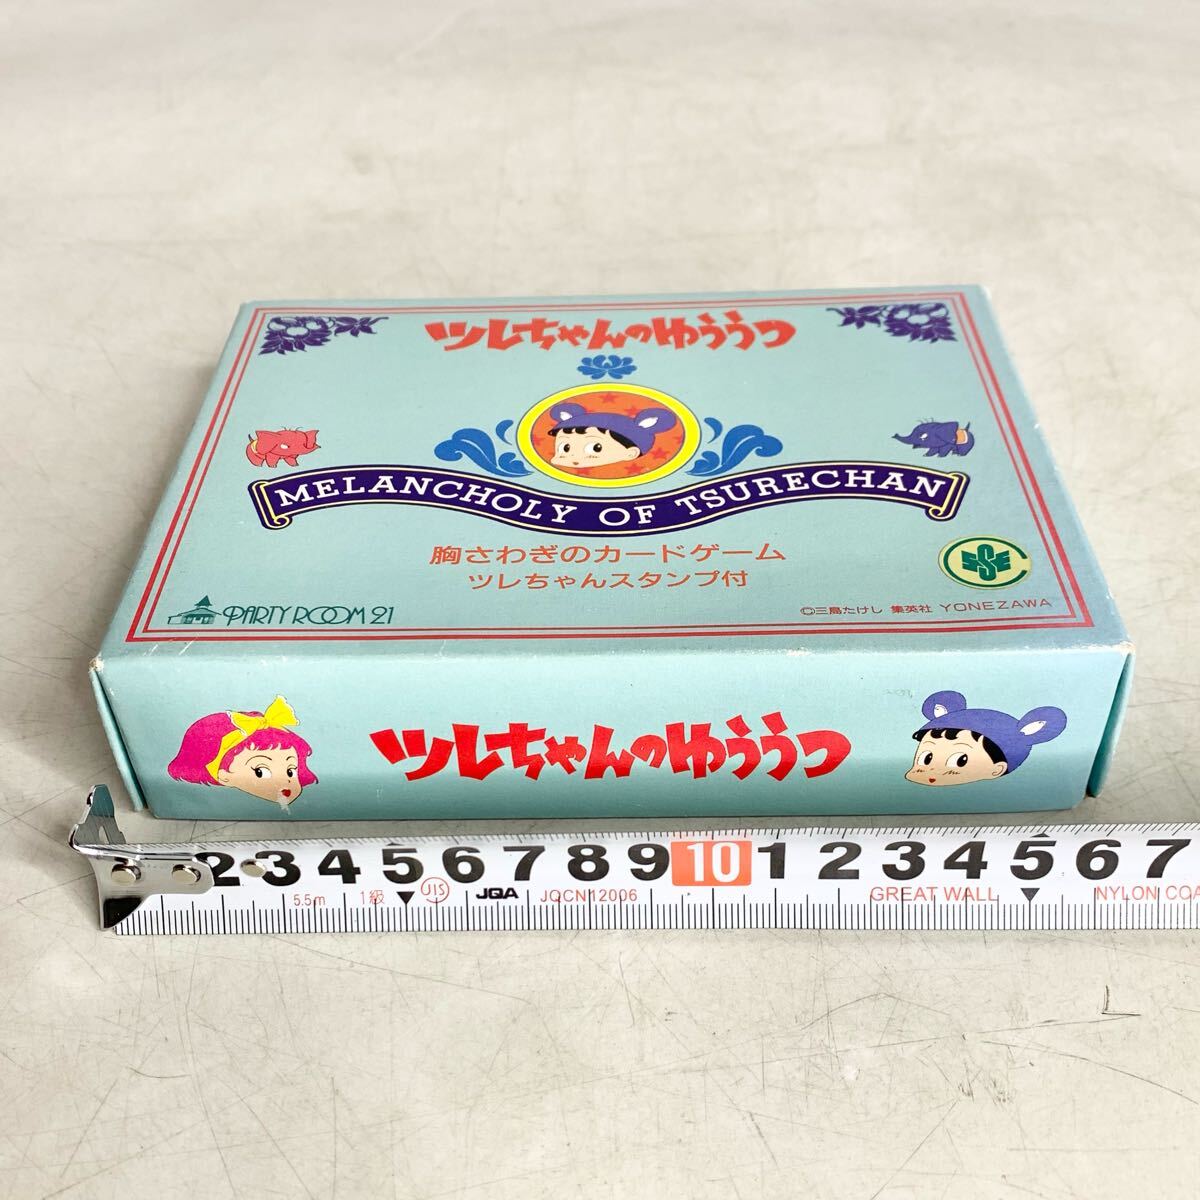 ツレちゃんのゆううつ
MELANCHOLY OF TSURECHAN
胸さわぎのカードゲーム
ツレちゃんスタンプ付
ESE
PARTY ROOM 21
©三島たけし 集英社 YONEZAWA
ツレちゃんのゆううつ
2 3 4 5 6 7 8 9 10 1 2 3 4 5 6 7
5.5m 1級 JIS JQA JQCN12006 GREAT WALL NYLON COA